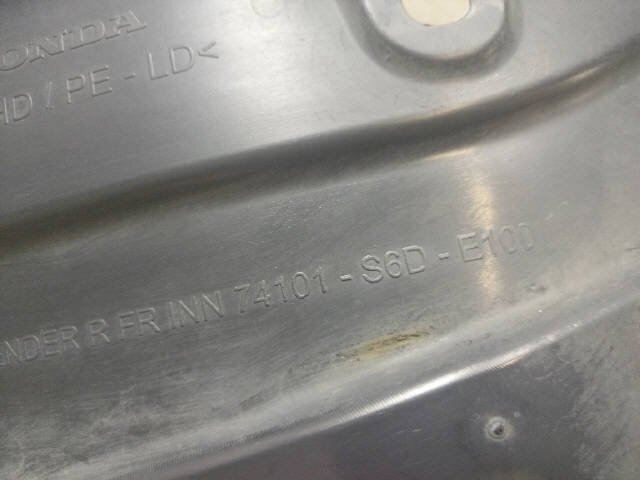 HONDA
HD / PE - LD<
ENDER R FR INN 74101 - S6D - E100